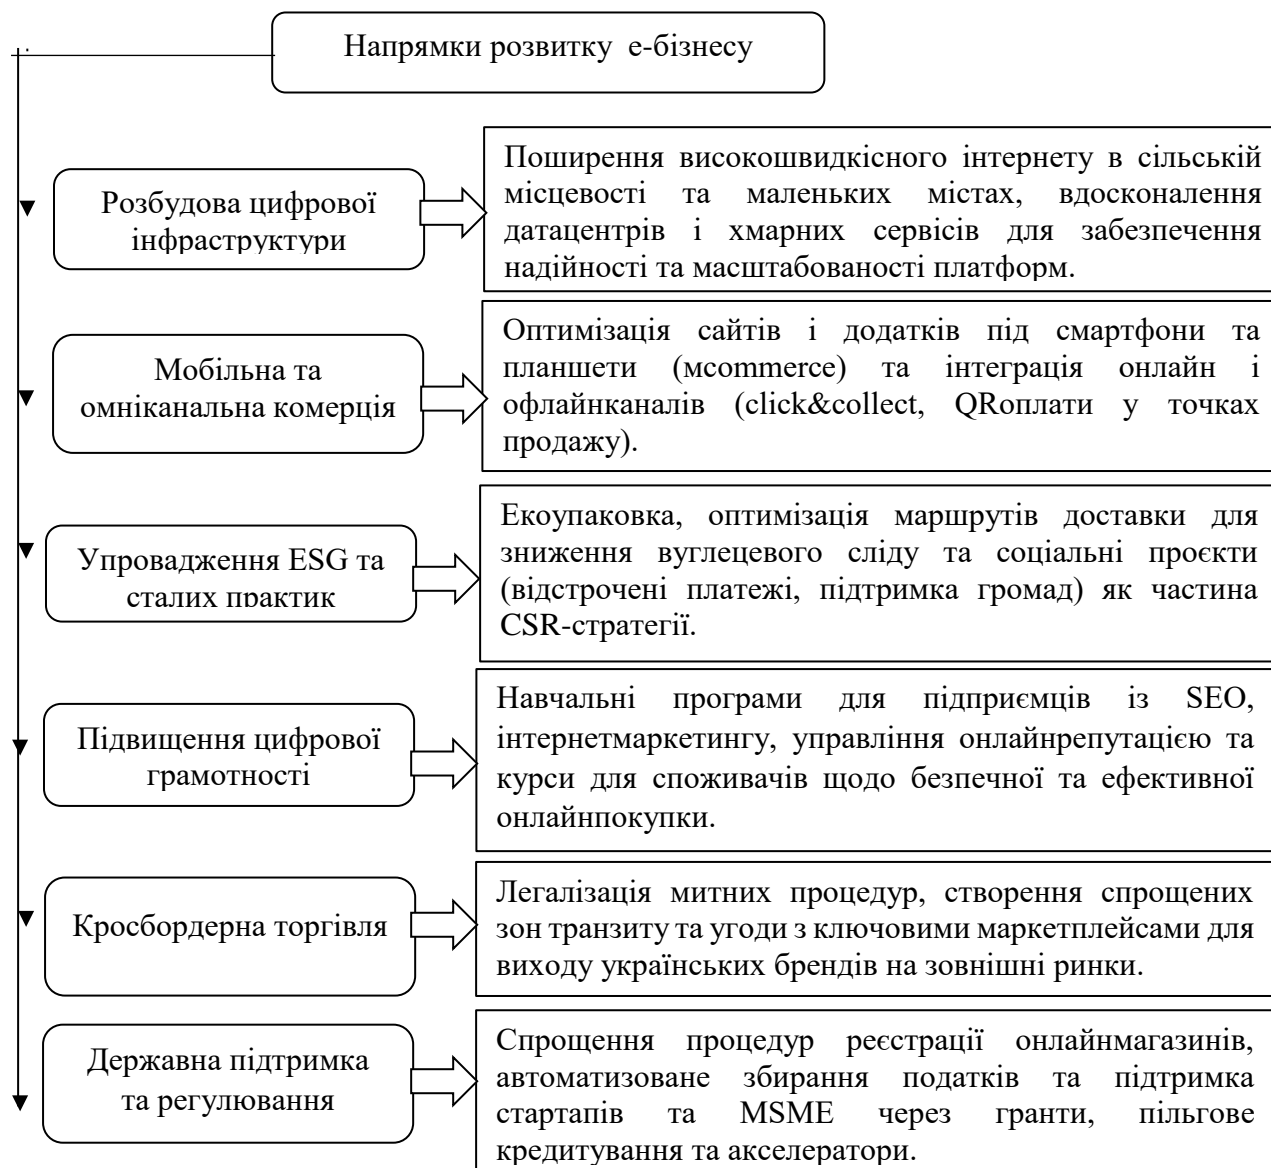 Напрямки розвитку е-бізнесу
Розбудова цифрової
інфраструктури
Поширення високошвидкісного інтернету в сільській
місцевості та маленьких містах, вдосконалення
датацентрів і хмарних сервісів для забезпечення
надійності та масштабованості платформ.
Мобільна та
омніканальна комерція
Оптимізація сайтів і додатків під смартфони та
планшети (мcommerce) та інтеграція онлайн і
офлайнканалів (click&collect, QRоплати у точках
продажу).
Упровадження ESG та
сталих практик
Екоупаковка, оптимізація маршрутів доставки для
зниження вуглецевого сліду та соціальні проєкти
(відстрочені платежі, підтримка громад) як частина
CSR-стратегії.
Підвищення цифрової
грамотності
Навчальні програми для підприємців із SEO,
інтернетмаркетингу, управління онлайнрепутацією та
курси для споживачів щодо безпечної та ефективної
онлайнпокупки.
Кросбордерна торгівля
Легалізація митних процедур, створення спрощених
зон транзиту та угоди з ключовими маркетплейсами для
виходу українських брендів на зовнішні ринки.
Державна підтримка
та регулювання
Спрощення процедур реєстрації онлайнмагазинів,
автоматизоване збирання податків та підтримка
стартапів та MSME через гранти, пільгове
кредитування та акселератори.